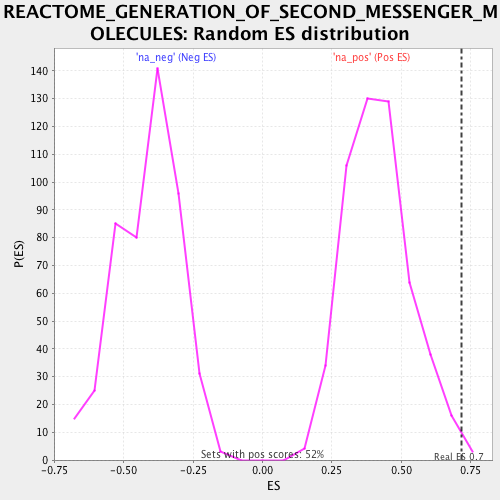 REACTOME_GENERATION_OF_SECOND_MESSENGER_M
OLECULES: Random ES distribution
'na_neg' (Neg ES)
'na_pos' (Pos ES)
140
130
120
110
100
90
80
70
60
50
40
30
20
10
0
P(ES)
Sets with pos scores: 52%
Real ES 0.7
-0.75
-0.50
-0.25
0.00
0.25
0.50
0.75
ES